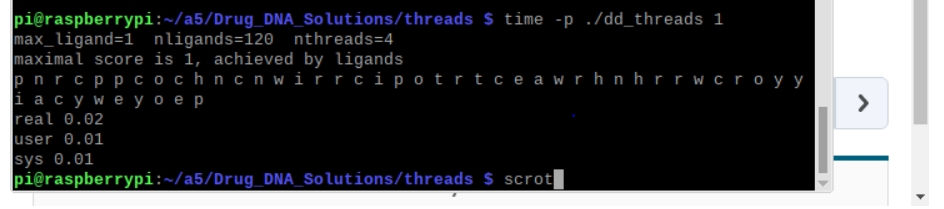 pi@raspberrypi:~/a5/Drug_DNA_Solutions/threads $ time -p ./dd_threads 1
max_ligand=1  nligands=120  nthreads=4
maximal score is 1, achieved by ligands
p n r c p p c o c h n c n w i r r c i p o t r t c e a w r h n h r r w c r o y y
i a c y w e y o e p
real 0.02
user 0.01
sys 0.01
pi@raspberrypi:~/a5/Drug_DNA_Solutions/threads $ scrot